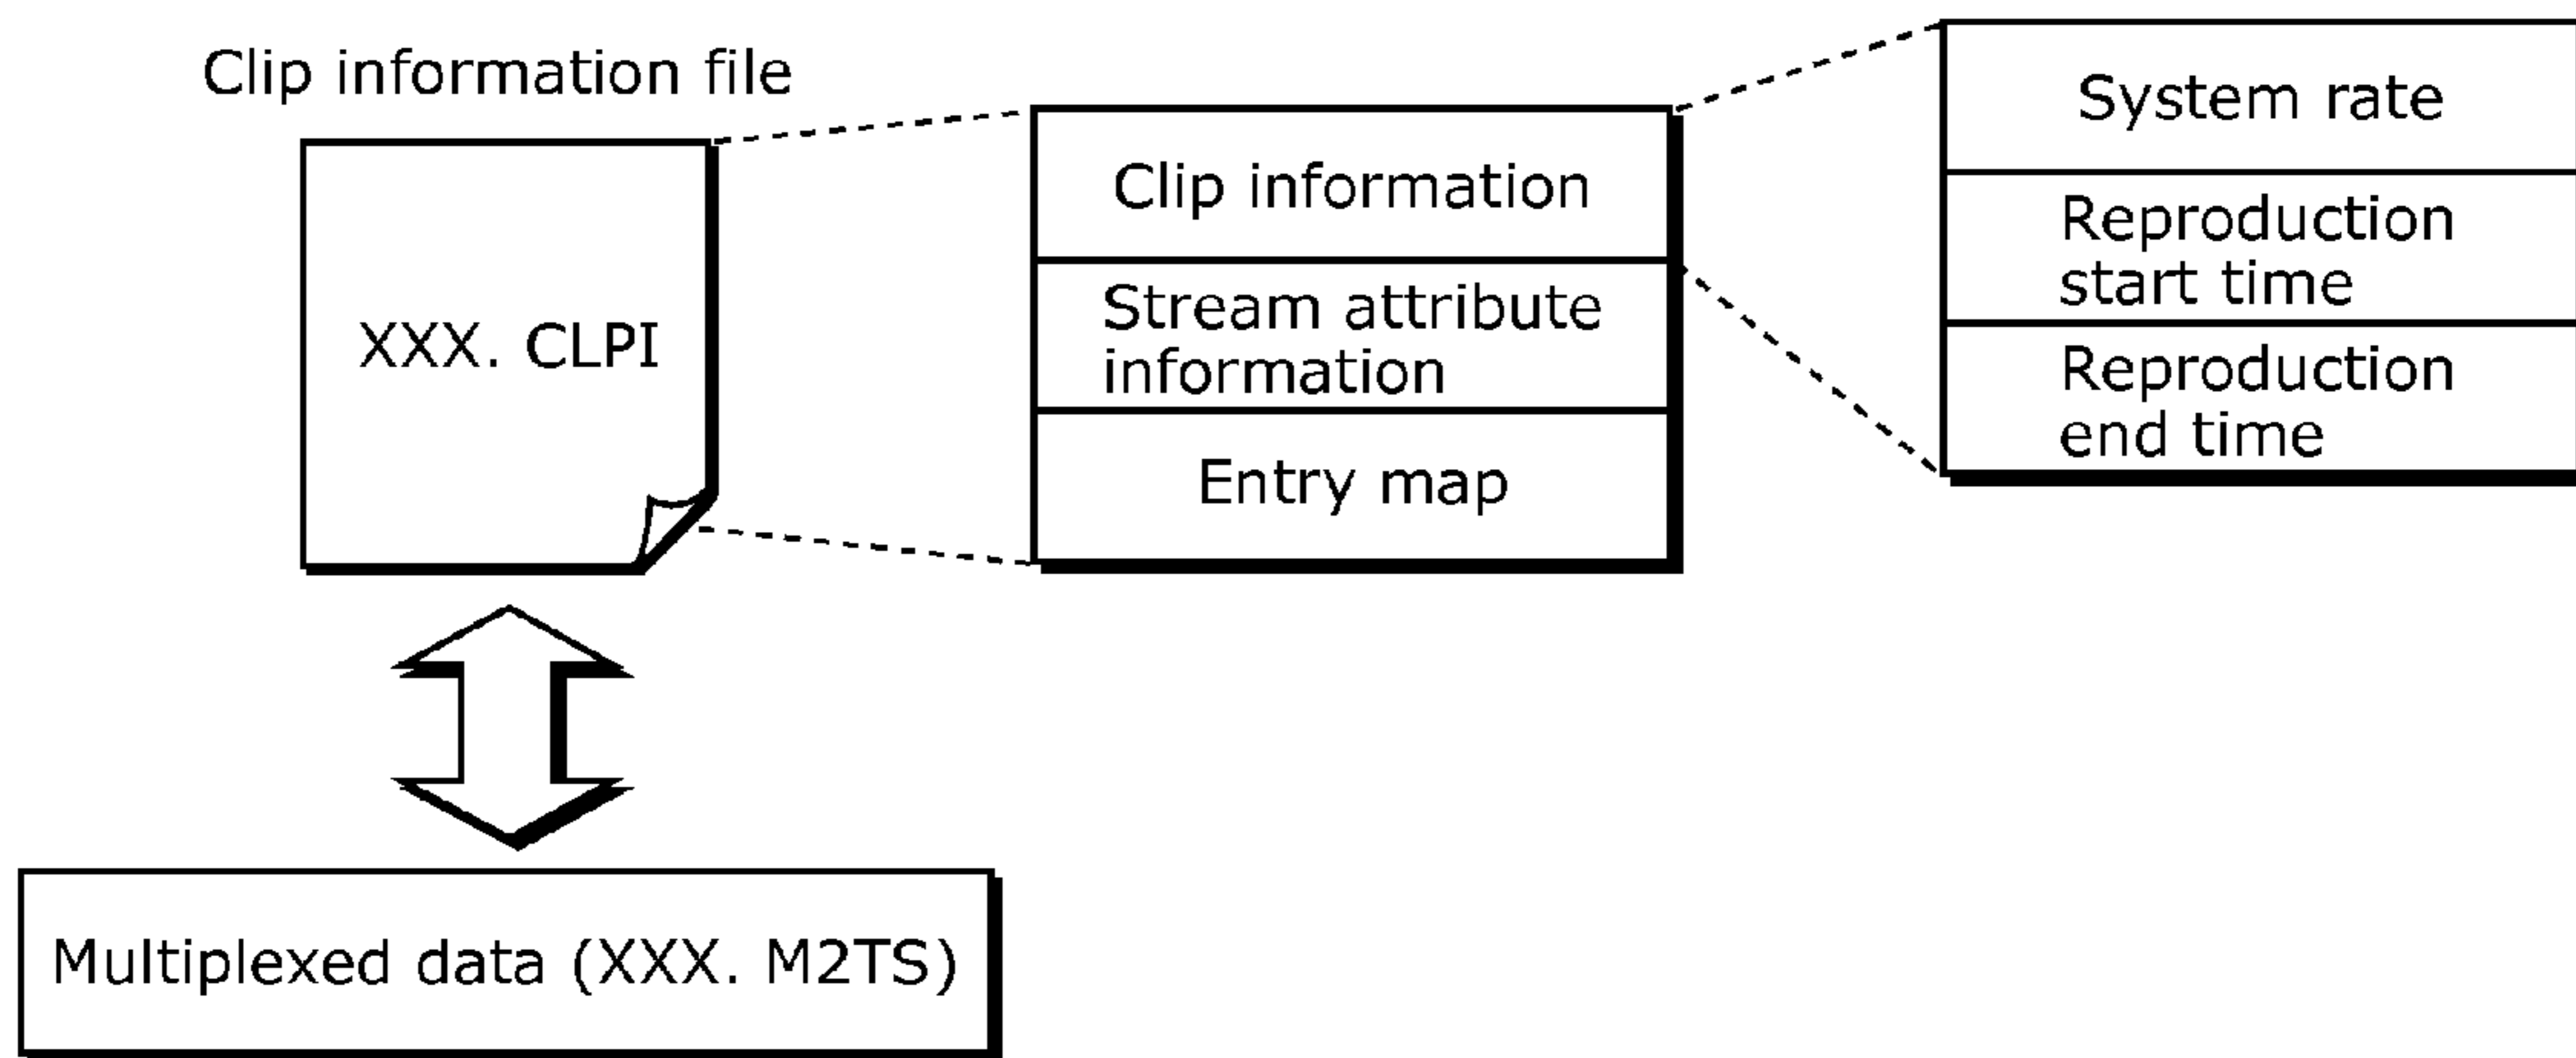 Clip information file
XXX. CLPI
Clip information
Stream attribute
information
Entry map
System rate
Reproduction
start time
Reproduction
end time
Multiplexed data (XXX. M2TS)